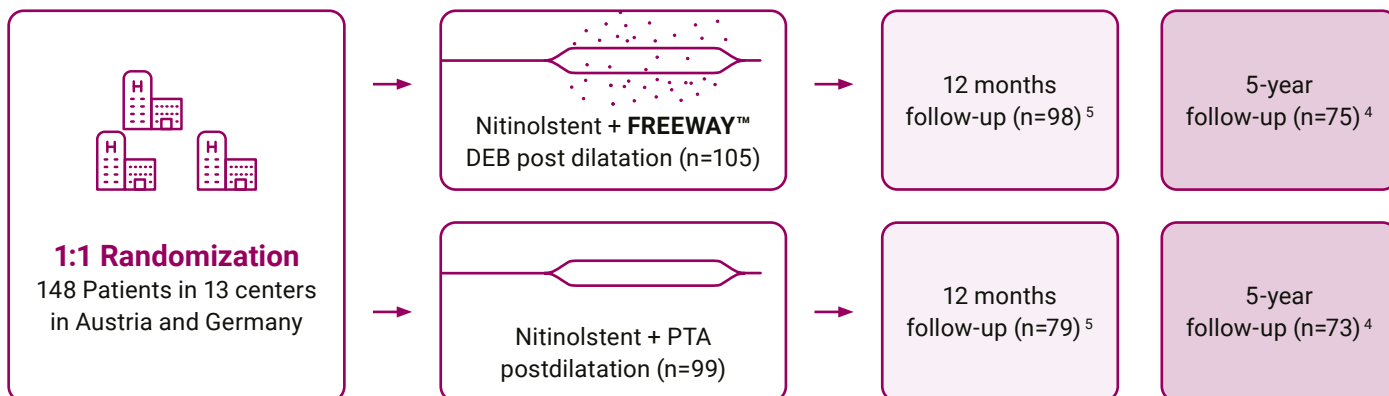 H
H
H
1:1 Randomization
148 Patients in 13 centers
in Austria and Germany
Nitinolstent + FREEWAY™
DEB post dilatation (n=105)
12 months
follow-up (n=98) 5
5-year
follow-up (n=75) 4
Nitinolstent + PTA
postdilatation (n=99)
12 months
follow-up (n=79) 5
5-year
follow-up (n=73) 4